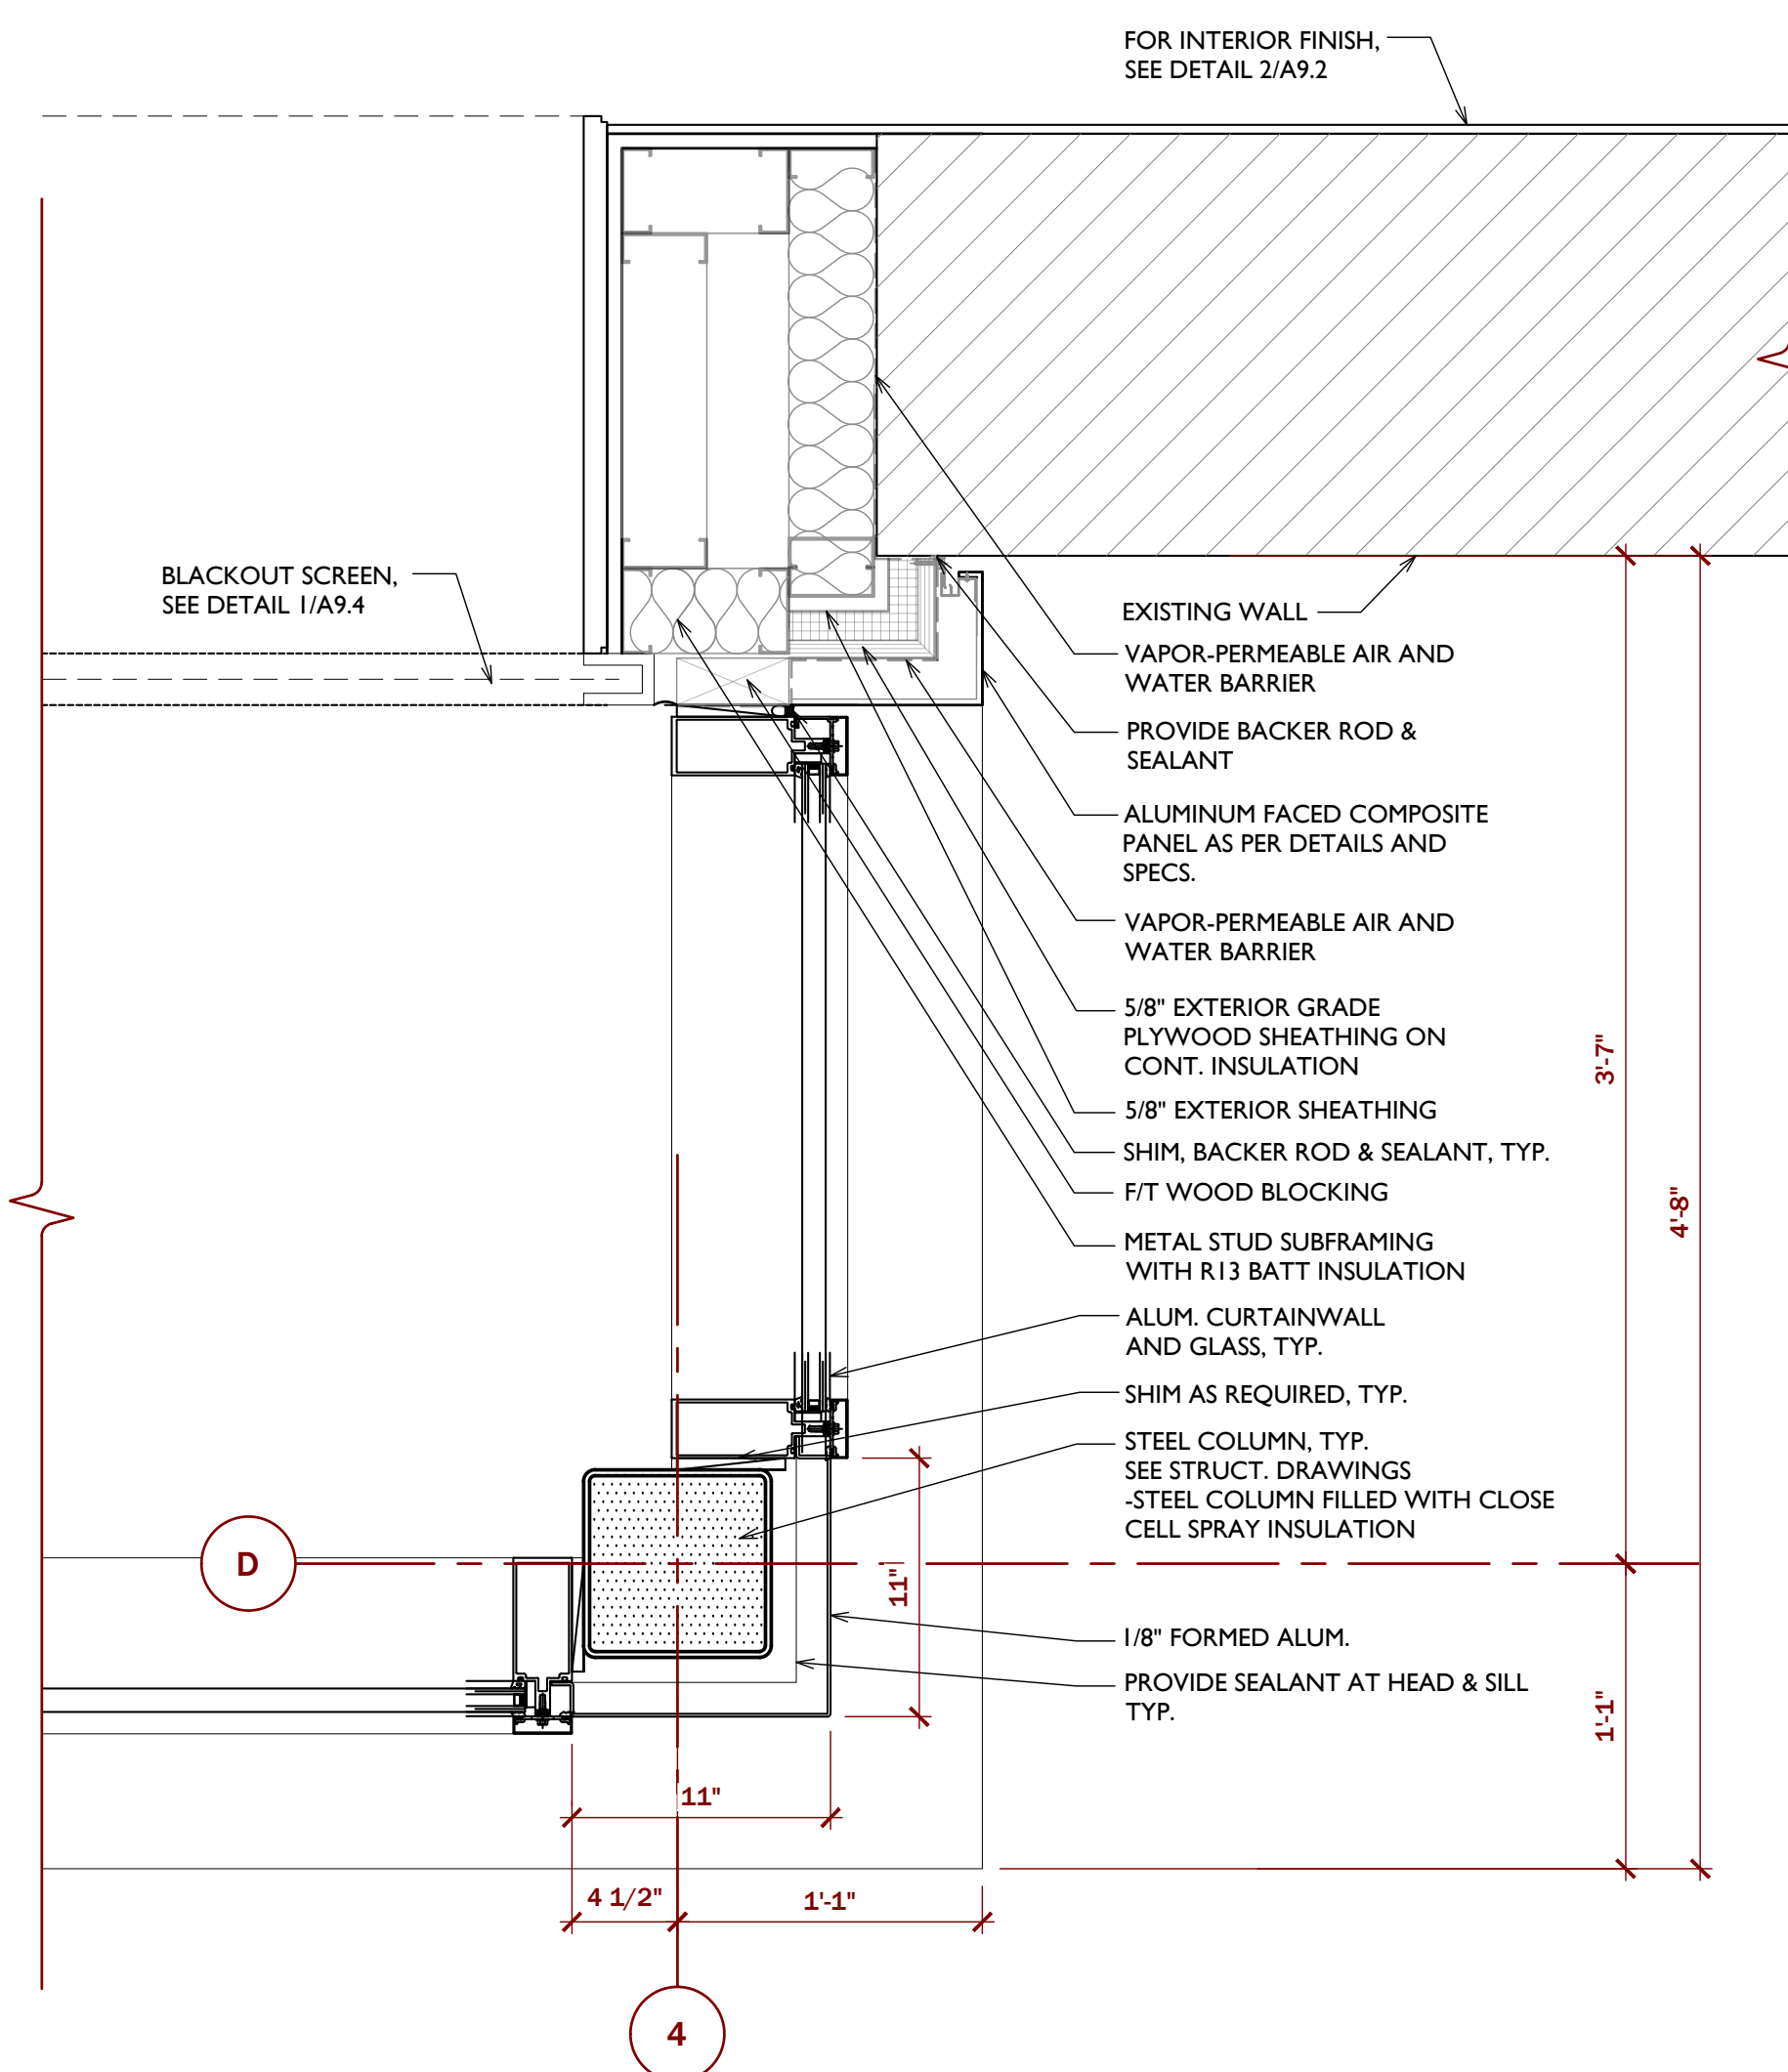 FOR INTERIOR FINISH,
SEE DETAIL 2/A9.2
BLACKOUT SCREEN,
SEE DETAIL 1/A9.4
EXISTING WALL
VAPOR-PERMEABLE AIR AND
WATER BARRIER
PROVIDE BACKER ROD &
SEALANT
ALUMINUM FACED COMPOSITE
PANEL AS PER DETAILS AND
SPECS.
VAPOR-PERMEABLE AIR AND
WATER BARRIER
5/8" EXTERIOR GRADE
PLYWOOD SHEATHING ON
CONT. INSULATION
5/8" EXTERIOR SHEATHING
SHIM, BACKER ROD & SEALANT, TYP.
F/T WOOD BLOCKING
METAL STUD SUBFRAMING
WITH R13 BATT INSULATION
ALUM. CURTAINWALL
AND GLASS, TYP.
SHIM AS REQUIRED, TYP.
STEEL COLUMN, TYP.
SEE STRUCT. DRAWINGS
-STEEL COLUMN FILLED WITH CLOSE
CELL SPRAY INSULATION
1/8" FORMED ALUM.
PROVIDE SEALANT AT HEAD & SILL
TYP.
3'-7"
4'-8"
1'-1"
11"
D
11"
4 1/2"
1'-1"
4